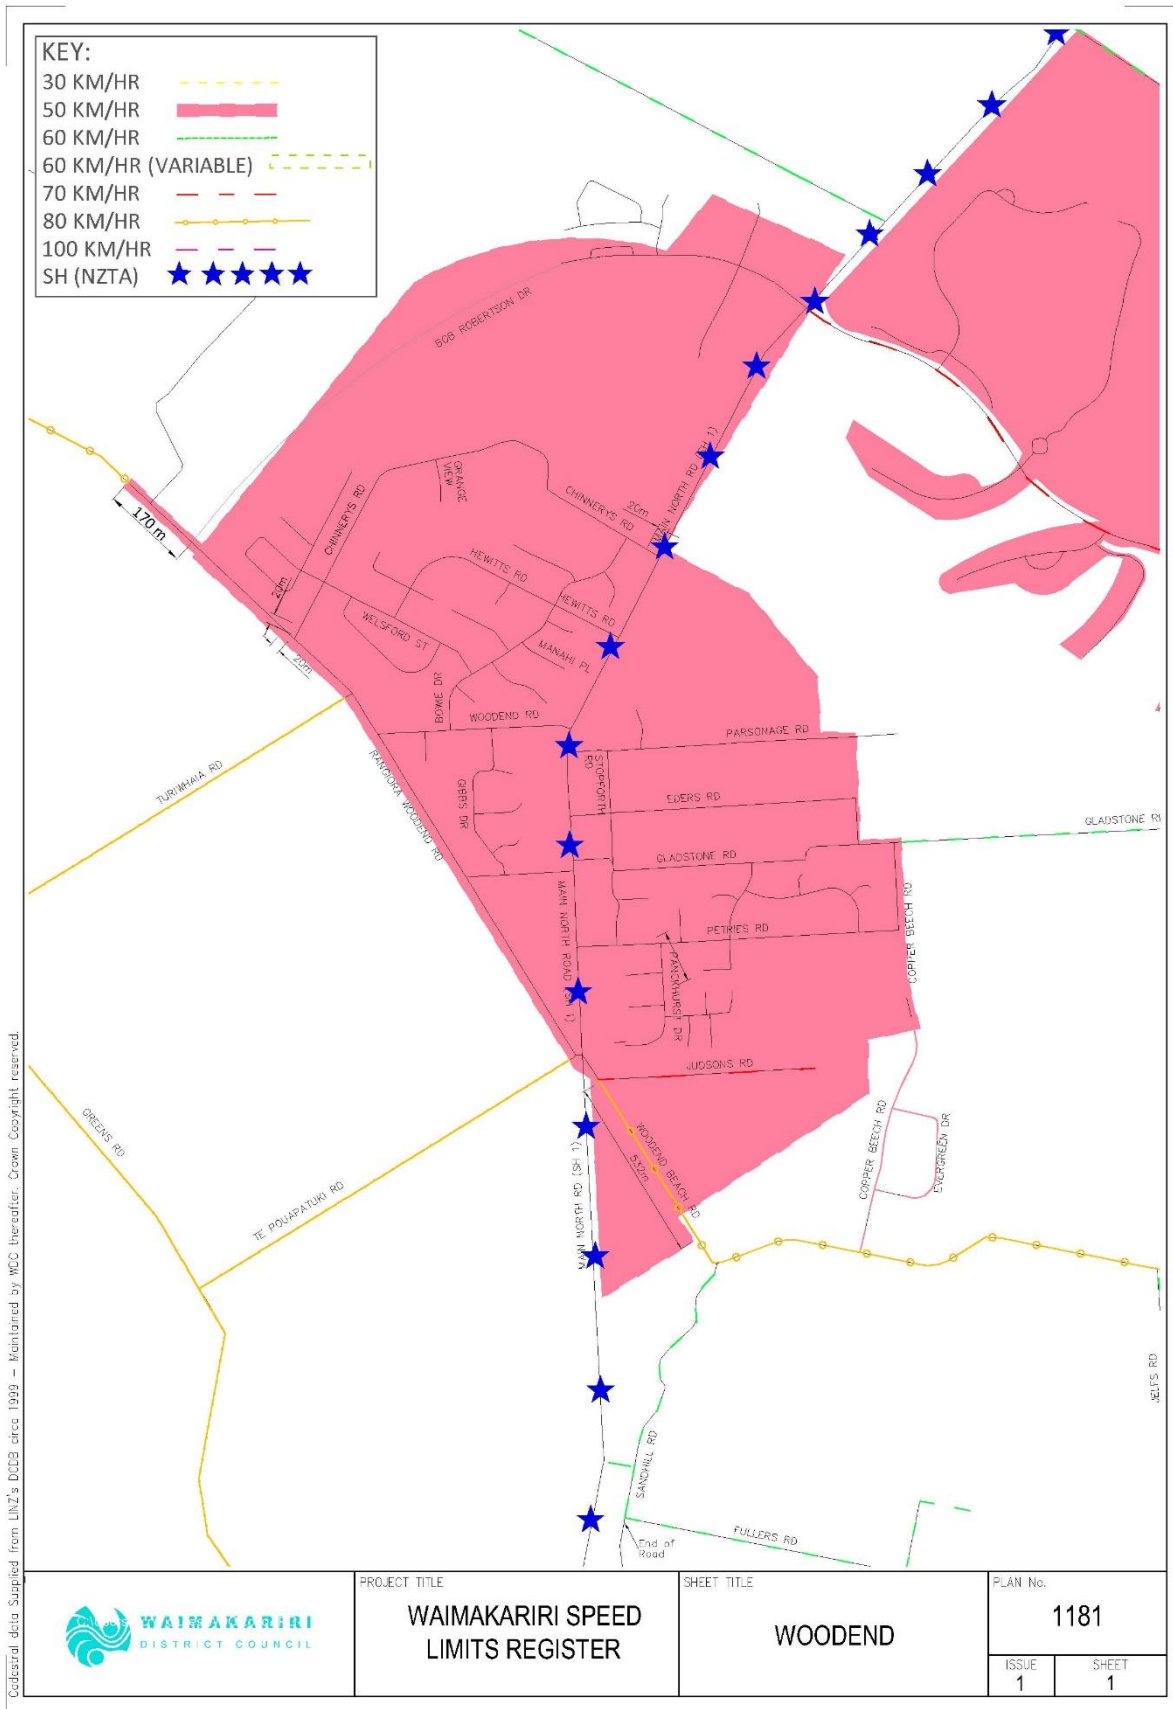 KEY:
30 KM/HR
50 KM/HR
60 KM/HR
60 KM/HR (VARIABLE)
70 KM/HR
80 KM/HR
100 KM/HR
SH (NZTA)
BOB ROBERTSON DR
MAIN NORTH RD (SH 1)
GRANGE
VIEW
CHINNERYS RD
CHINNERYS RD
20m
170 m
HEWITTS RD
HEWITTS RD
20m
WELSFORD ST
MANAHI PL
20m
BOWIE DR
WOODEND RD
PARSONAGE RD
TURIWHAIA RD
RANGIORA WOODEND RD
GIBBS DR
STOPFORTH
RD
EDERS RD
GLADSTONE RD
GLADSTONE
MAIN NORTH ROAD (SH 1)
COPPER BEECH RD
PETRIES RD
PANCKHURST DR
JUDSONS RD
GREENS RD
TE POUAPATUKI RD
WOODEND BEACH RD
532m
MAIN NORTH RD (SH 1)
COPPER BEECH RD
EVERGREEN DR
JELFS RD
SANDHILL RD
End of
Road
FULLERS RD
Cadastral data Supplied from LINZ's DCDB circa 1999 - Maintained by WDC thereafter. Crown Copyright reserved.
WAIMAKARIRI
DISTRICT COUNCIL
PROJECT TITLE
WAIMAKARIRI SPEED
LIMITS REGISTER
SHEET TITLE
WOODEND
PLAN No.
1181
ISSUE
1
SHEET
1